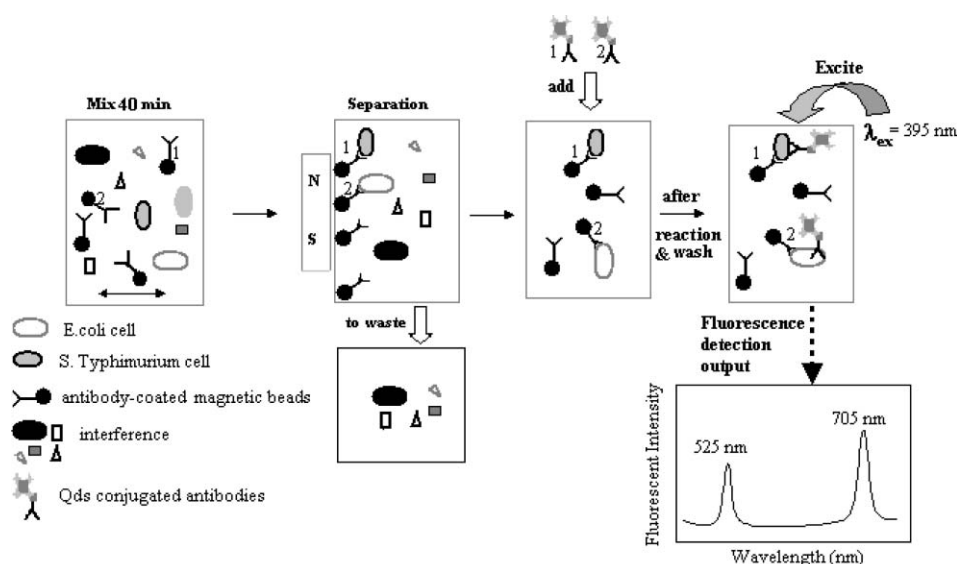 1 2
add
Mix 40 min
Separation
Excite
λex = 395 nm
1
2
N
S
1
2
1
2
1
2
after
reaction
& wash
to waste
Fluorescence
detection
output
E.coli cell
S. Typhimurium cell
antibody-coated magnetic beads
interference
Qds conjugated antibodies
Fluorescent Intensity
525 nm
705 nm
Wavelength (nm)